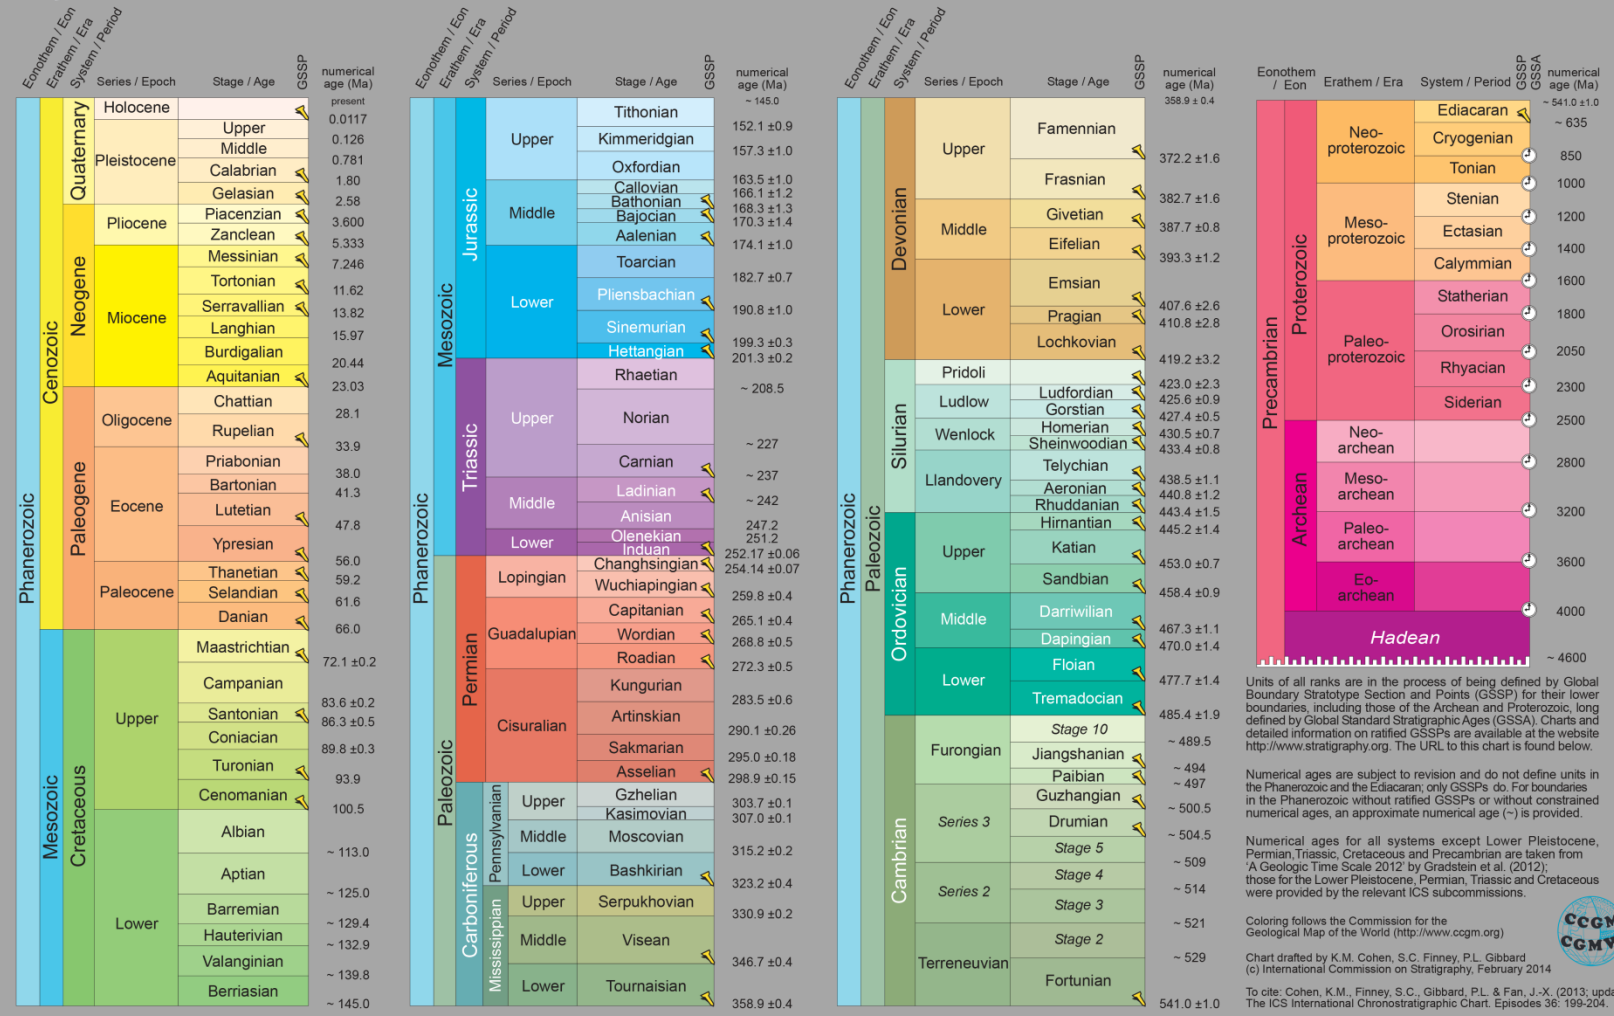 Eonothem / Eon
Erathem / Era
System / Period
Series / Epoch
Stage / Age
GSSP
numerical
age (Ma)
Phanerozoic
Cenozoic
Mesozoic
Quaternary
Neogene
Paleogene
Cretaceous
Holocene
Pleistocene
Pliocene
Miocene
Oligocene
Eocene
Paleocene
Upper
Lower
Upper
Middle
Calabrian
Gelasian
Piacenzian
Zanclean
Messinian
Tortonian
Serravallian
Langhian
Burdigalian
Aquitanian
Chattian
Rupelian
Priabonian
Bartonian
Lutetian
Ypresian
Thanetian
Selandian
Danian
Maastrichtian
Campanian
Santonian
Coniacian
Turonian
Cenomanian
Albian
Aptian
Barremian
Hauterivian
Valanginian
Berriasian
present
0.0117
0.126
0.781
1.80
2.58
3.600
5.333
7.246
11.62
13.82
15.97
20.44
23.03
28.1
33.9
38.0
41.3
47.8
56.0
59.2
61.6
66.0
72.1 ±0.2
83.6 ±0.2
86.3 ±0.5
89.8 ±0.3
93.9
100.5
~ 113.0
~ 125.0
~ 129.4
~ 132.9
~ 139.8
~ 145.0
Eonothem / Eon
Erathem / Era
System / Period
Series / Epoch
Stage / Age
GSSP
numerical
age (Ma)
Phanerozoic
Mesozoic
Paleozoic
Jurassic
Triassic
Permian
Carboniferous
Pennsylvanian
Mississippian
Upper
Middle
Lower
Upper
Middle
Lower
Lopingian
Guadalupian
Cisuralian
Upper
Middle
Lower
Upper
Middle
Lower
Tithonian
Kimmeridgian
Oxfordian
Callovian
Bathonian
Bajocian
Aalenian
Toarcian
Pliensbachian
Sinemurian
Hettangian
Rhaetian
Norian
Carnian
Ladinian
Anisian
Olenekian
Induan
Changhsingian
Wuchiapingian
Capitanian
Wordian
Roadian
Kungurian
Artinskian
Sakmarian
Asselian
Gzhelian
Kasimovian
Moscovian
Bashkirian
Serpukhovian
Visean
Tournaisian
~ 145.0
152.1 ±0.9
157.3 ±1.0
163.5 ±1.0
166.1 ±1.2
168.3 ±1.3
170.3 ±1.4
174.1 ±1.0
182.7 ±0.7
190.8 ±1.0
199.3 ±0.3
201.3 ±0.2
~ 208.5
~ 227
~ 237
~ 242
247.2
251.2
252.17 ±0.06
254.14 ±0.07
259.8 ±0.4
265.1 ±0.4
268.8 ±0.5
272.3 ±0.5
283.5 ±0.6
290.1 ±0.26
295.0 ±0.18
298.9 ±0.15
303.7 ±0.1
307.0 ±0.1
315.2 ±0.2
323.2 ±0.4
330.9 ±0.2
346.7 ±0.4
358.9 ±0.4
Eonothem / Eon
Erathem / Era
System / Period
Series / Epoch
Stage / Age
GSSP
numerical
age (Ma)
Phanerozoic
Paleozoic
Devonian
Silurian
Ordovician
Cambrian
Upper
Middle
Lower
Pridoli
Ludlow
Wenlock
Llandovery
Upper
Middle
Lower
Furongian
Series 3
Series 2
Terreneuvian
Famennian
Frasnian
Givetian
Eifelian
Emsian
Pragian
Lochkovian
Ludfordian
Gorstian
Homerian
Sheinwoodian
Telychian
Aeronian
Rhuddanian
Hirnantian
Katian
Sandbian
Darriwilian
Dapingian
Floian
Tremadocian
Stage 10
Jiangshanian
Paibian
Guzhangian
Drumian
Stage 5
Stage 4
Stage 3
Stage 2
Fortunian
358.9 ± 0.4
372.2 ±1.6
382.7 ±1.6
387.7 ±0.8
393.3 ±1.2
407.6 ±2.6
410.8 ±2.8
419.2 ±3.2
423.0 ±2.3
425.6 ±0.9
427.4 ±0.5
430.5 ±0.7
433.4 ±0.8
438.5 ±1.1
440.8 ±1.2
443.4 ±1.5
445.2 ±1.4
453.0 ±0.7
458.4 ±0.9
467.3 ±1.1
470.0 ±1.4
477.7 ±1.4
485.4 ±1.9
~ 489.5
~ 494
~ 497
~ 500.5
~ 504.5
~ 509
~ 514
~ 521
~ 529
541.0 ±1.0
Eonothem
/ Eon
Erathem / Era
System / Period
GSSP
GSSA
numerical
age (Ma)
Precambrian
Proterozoic
Archean
Hadean
Neo-
proterozoic
Meso-
proterozoic
Paleo-
proterozoic
Neo-
archean
Meso-
archean
Paleo-
archean
Eo-
archean
Ediacaran
Cryogenian
Tonian
Stenian
Ectasian
Calymmian
Statherian
Orosirian
Rhyacian
Siderian
~ 541.0 ±1.0
~ 635
850
1000
1200
1400
1600
1800
2050
2300
2500
2800
3200
3600
4000
~ 4600
Units of all ranks are in the process of being defined by Global
Boundary Stratotype Section and Points (GSSP) for their lower
boundaries, including those of the Archean and Proterozoic, long
defined by Global Standard Stratigraphic Ages (GSSA). Charts and
detailed information on ratified GSSPs are available at the website
http://www.stratigraphy.org. The URL to this chart is found below.
Numerical ages are subject to revision and do not define units in
the Phanerozoic and the Ediacaran; only GSSPs do. For boundaries
in the Phanerozoic without ratified GSSPs or without constrained
numerical ages, an approximate numerical age (~) is provided.
Numerical ages for all systems except Lower Pleistocene,
Permian,Triassic, Cretaceous and Precambrian are taken from
'A Geologic Time Scale 2012' by Gradstein et al. (2012);
those for the Lower Pleistocene, Permian, Triassic and Cretaceous
were provided by the relevant ICS subcommissions.
Coloring follows the Commission for the
Geological Map of the World (http://www.ccgm.org)
CCGM
CGMW
Chart drafted by K.M. Cohen, S.C. Finney, P.L. Gibbard
(c) International Commission on Stratigraphy, February 2014
To cite: Cohen, K.M., Finney, S.C., Gibbard, P.L. & Fan, J.-X. (2013; upda
The ICS International Chronostratigraphic Chart. Episodes 36: 199-204.